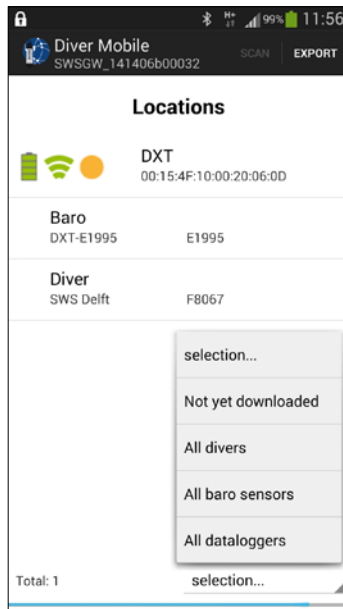 H+ 99% 11:56
Diver Mobile
SWSGW_141406b00032 SCAN EXPORT
Locations
DXT
00:15:4F:10:00:20:06:0D
Baro
DXT-E1995 E1995
Diver
SWS Delft F8067
selection...
Not yet downloaded
All divers
All baro sensors
All dataloggers
Total: 1 selection...